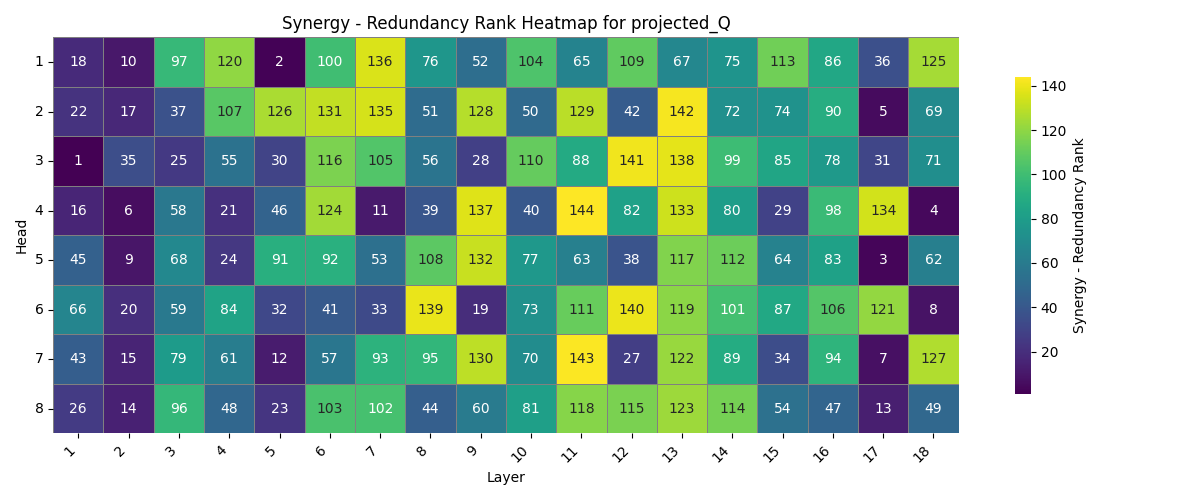 Synergy - Redundancy Rank Heatmap for projected_Q
Head
1 18 10 97 120 2 100 136 76 52 104 65 109 67 75 113 86 36 125
2 22 17 37 107 126 131 135 51 128 50 129 42 142 72 74 90 5 69
3 1 35 25 55 30 116 105 56 28 110 88 141 138 99 85 78 31 71
4 16 6 58 21 46 124 11 39 137 40 144 82 133 80 29 98 134 4
5 45 9 68 24 91 92 53 108 132 77 63 38 117 112 64 83 3 62
6 66 20 59 84 32 41 33 139 19 73 111 140 119 101 87 106 121 8
7 43 15 79 61 12 57 93 95 130 70 143 27 122 89 34 94 7 127
8 26 14 96 48 23 103 102 44 60 81 118 115 123 114 54 47 13 49
1 2 3 4 5 6 7 8 9 10 11 12 13 14 15 16 17 18
Layer
140
120
100
80
60
40
20
Synergy - Redundancy Rank